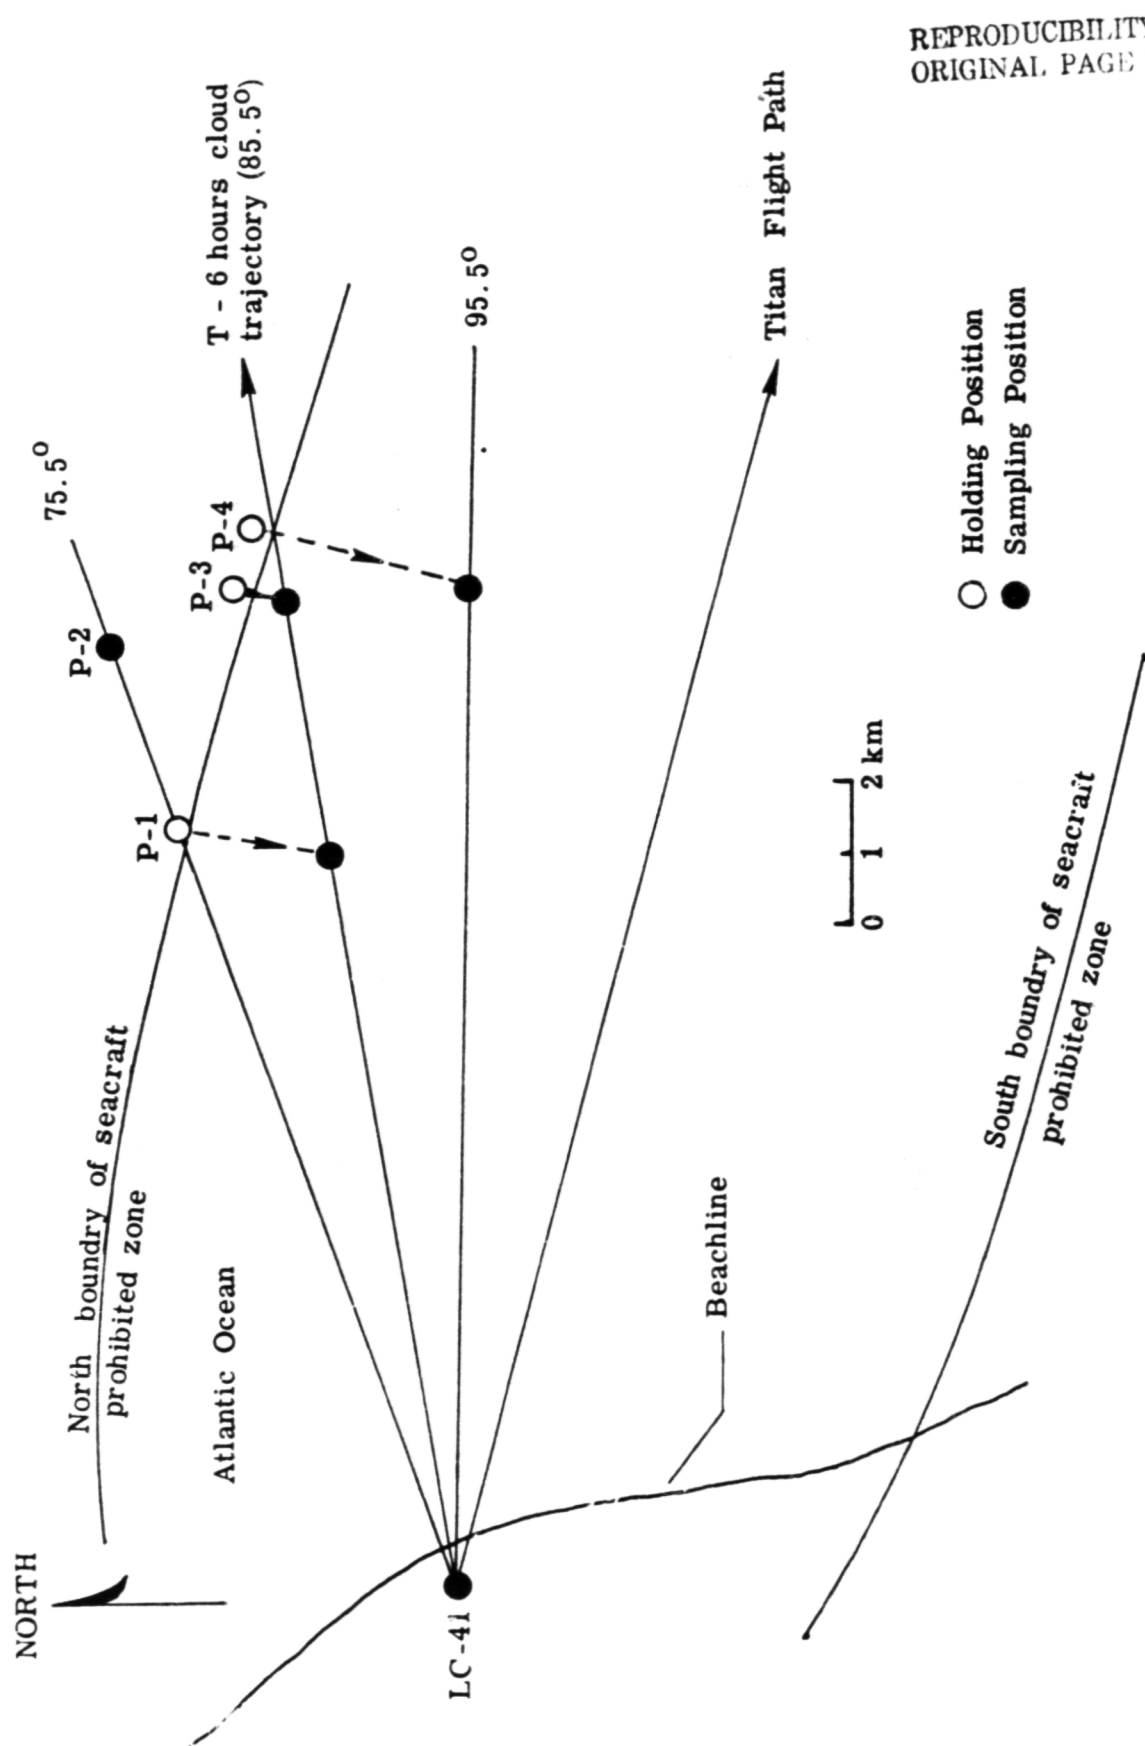 REPRODUCIBILITY
ORIGINAL PAGE
NORTH
North boundry of seacraft
prohibited zone
Atlantic Ocean
LC-41
P-1
P-2
P-3
P-4
75.5°
T - 6 hours cloud
trajectory (85.5°)
95.5°
Titan Flight Path
Beachline
0 1 2 km
○ Holding Position
● Sampling Position
South boundry of seacraft
prohibited zone